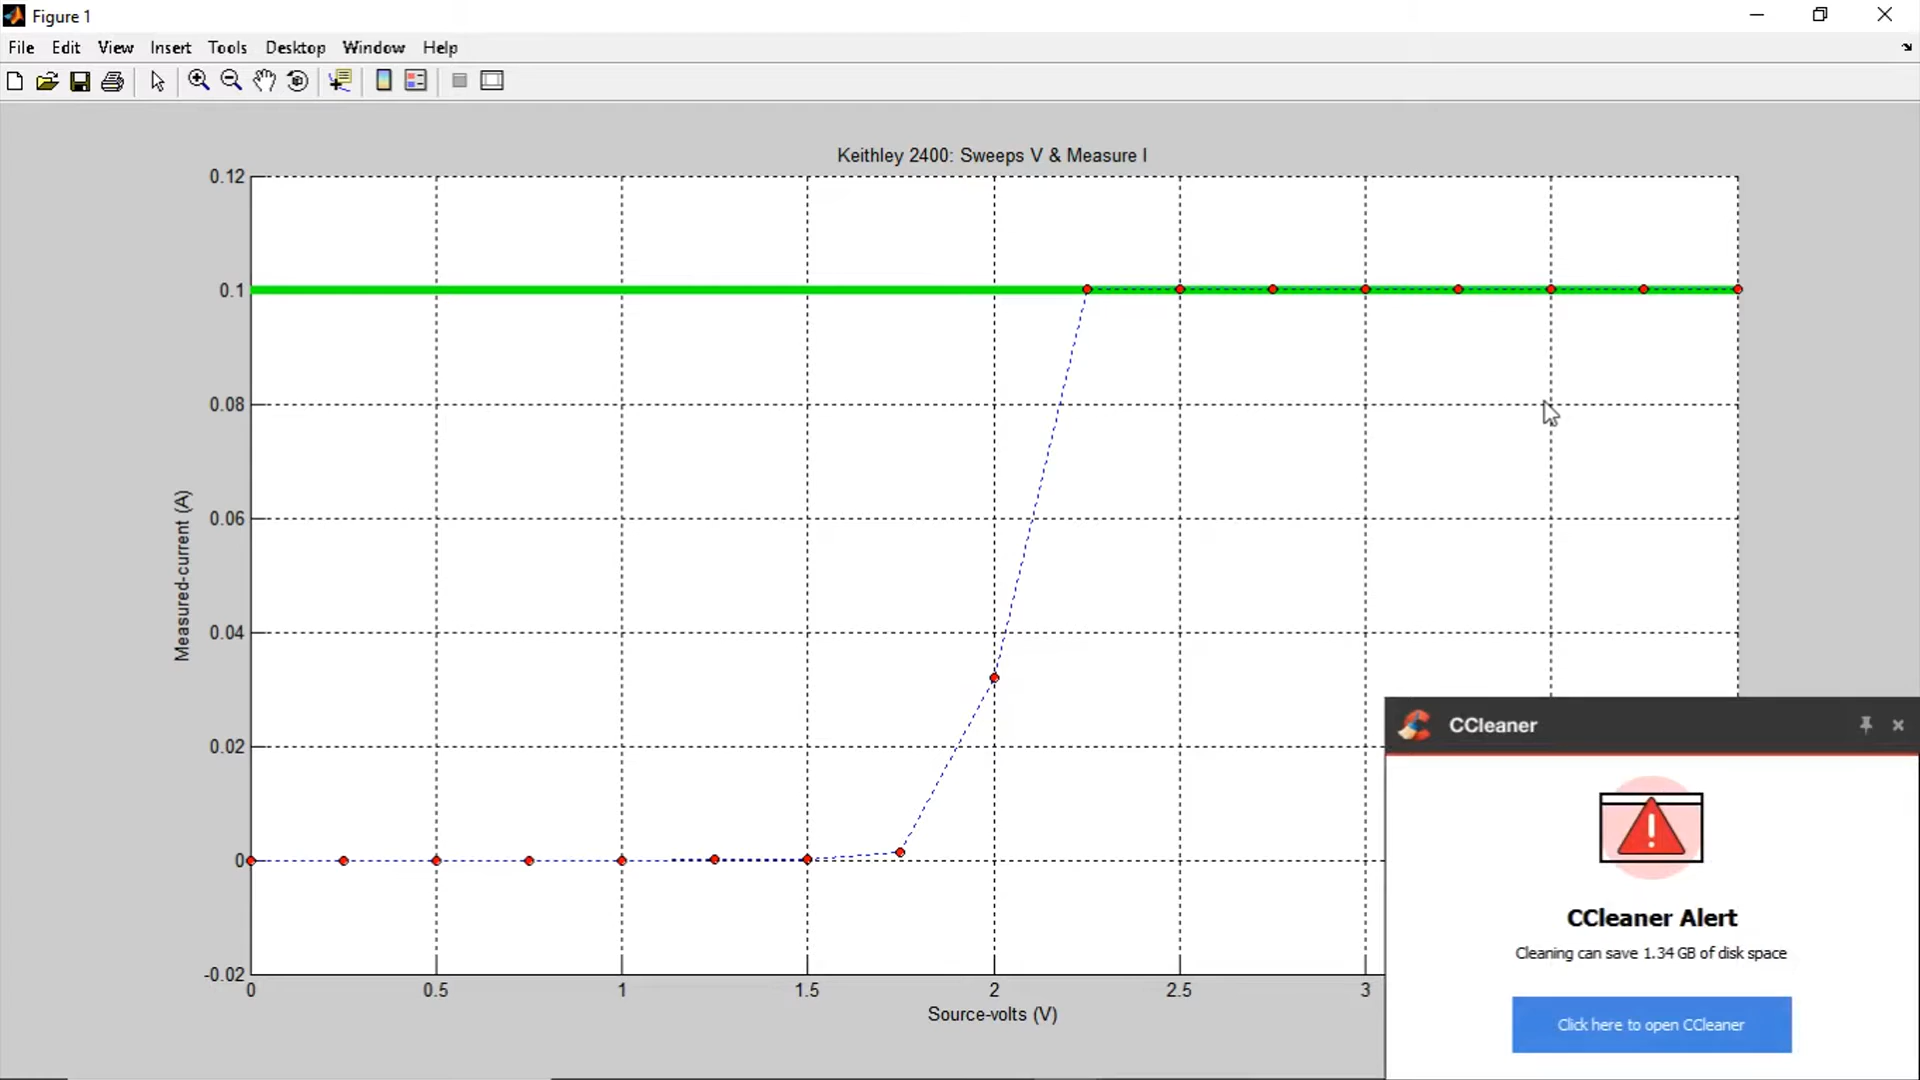 Figure 1
File Edit View Insert Tools Desktop Window Help
Keithley 2400: Sweeps V & Measure I
0.12
0.1
0.08
0.06
0.04
0.02
0
-0.02
Measured-current (A)
0 0.5 1 1.5 2 2.5 3
Source-volts (V)
CCleaner
CCleaner Alert
Cleaning can save 1.34 GB of disk space
Click here to open CCleaner